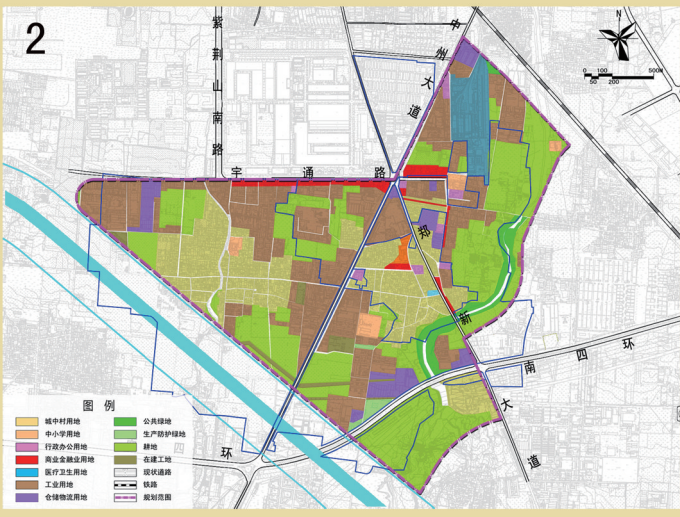 2
N
0 100 500M
50 200
紫荆山南路
中州大道
宇通路
郑新大道
南四环
四环
图 例
城中村用地
中小学用地
行政办公用地
商业金融业用地
医疗卫生用地
工业用地
仓储物流用地
公共绿地
生产防护绿地
耕地
在建工地
现状道路
铁路
规划范围